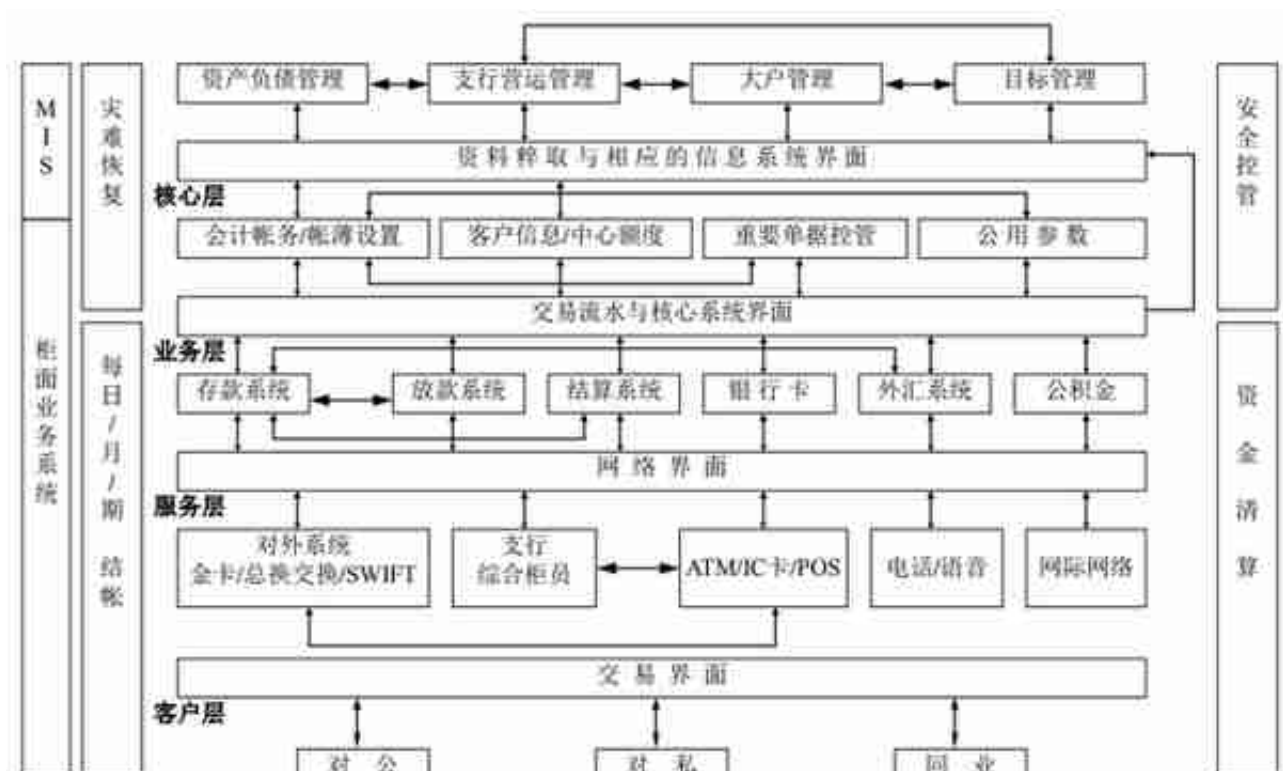 资产负债管理
支行营运管理
大户管理
目标管理
MIS
灾难恢复
安全控管
资料粹取与相应的信息系统界面
核心层
会计帐务/帐薄设置
客户信息/中心额度
重要单据控管
公用参数
交易流水与核心系统界面
业务层
柜面业务系统
每日/月/期 结帐
资金清算
存款系统
放款系统
结算系统
银行卡
外汇系统
公积金
网络界面
服务层
对外系统
金卡/总换交换/SWIFT
支行
综合柜员
ATM/IC卡/POS
电话/语音
网际网络
交易界面
客户层
对公
对私
同业